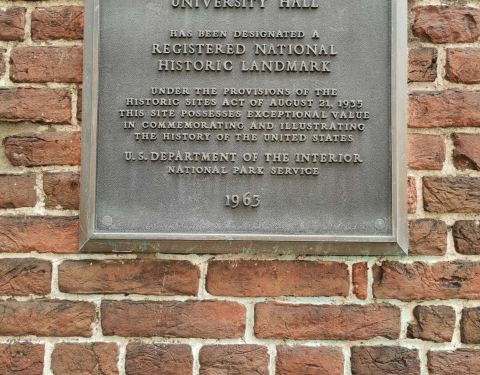 UNIVERSITY HALL
HAS BEEN DESIGNATED A
REGISTERED NATIONAL
HISTORIC LANDMARK
UNDER THE PROVISIONS OF THE
HISTORIC SITES ACT OF AUGUST 21, 1935
THIS SITE POSSESSES EXCEPTIONAL VALUE
IN COMMEMORATING AND ILLUSTRATING
THE HISTORY OF THE UNITED STATES
U.S. DEPARTMENT OF THE INTERIOR
NATIONAL PARK SERVICE
1963